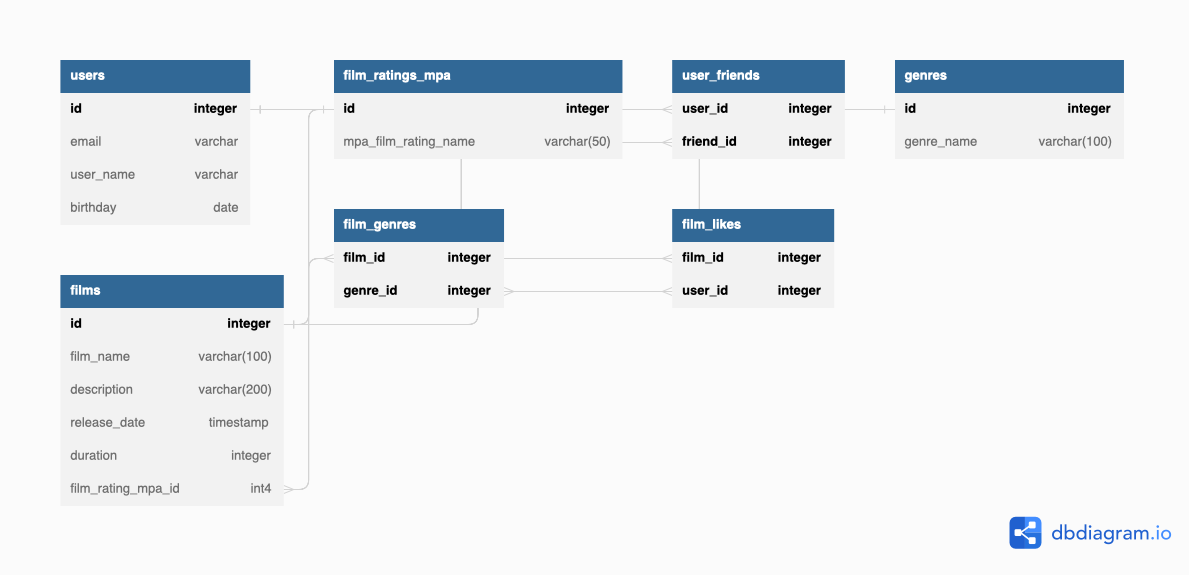 users
id integer
email varchar
user_name varchar
birthday date
film_ratings_mpa
id integer
mpa_film_rating_name varchar(50)
user_friends
user_id integer
friend_id integer
genres
id integer
genre_name varchar(100)
film_genres
film_id integer
genre_id integer
film_likes
film_id integer
user_id integer
films
id integer
film_name varchar(100)
description varchar(200)
release_date timestamp
duration integer
film_rating_mpa_id int4
dbdiagram.io